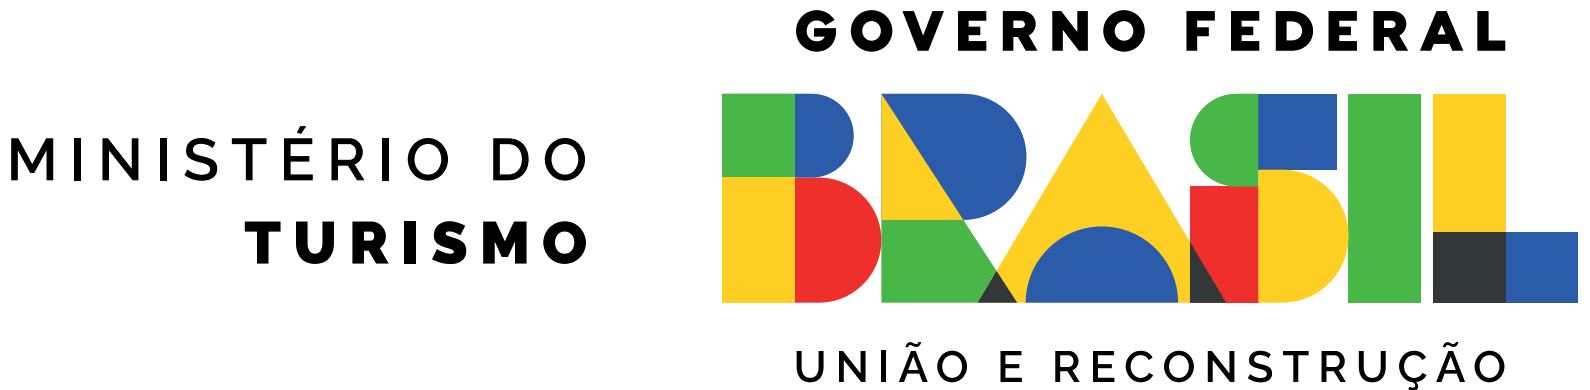 MINISTÉRIO DO
TURISMO
GOVERNO FEDERAL
BRASIL
UNIÃO E RECONSTRUÇÃO